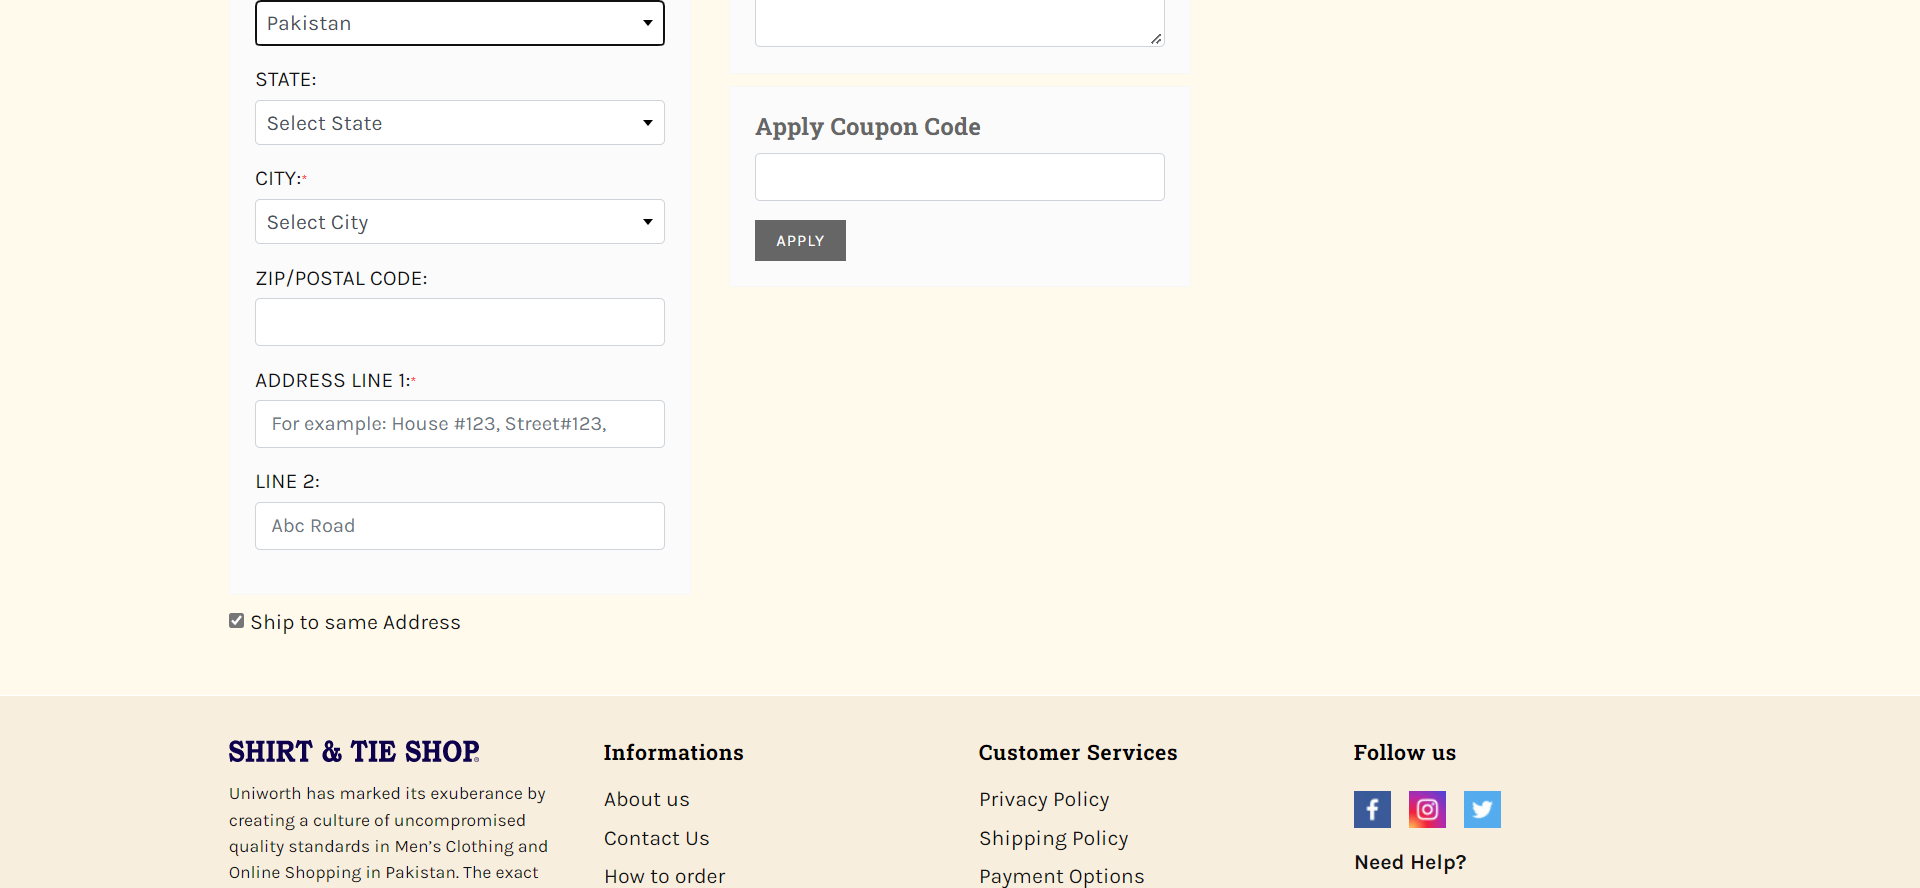 Pakistan
STATE:
Select State
CITY:*
Select City
ZIP/POSTAL CODE:
ADDRESS LINE 1:*
For example: House #123, Street#123,
LINE 2:
Abc Road
Ship to same Address
Apply Coupon Code
APPLY
SHIRT & TIE SHOP®
Uniworth has marked its exuberance by
creating a culture of uncompromised
quality standards in Men’s Clothing and
Online Shopping in Pakistan. The exact
Informations
About us
Contact Us
How to order
Customer Services
Privacy Policy
Shipping Policy
Payment Options
Follow us
Need Help?